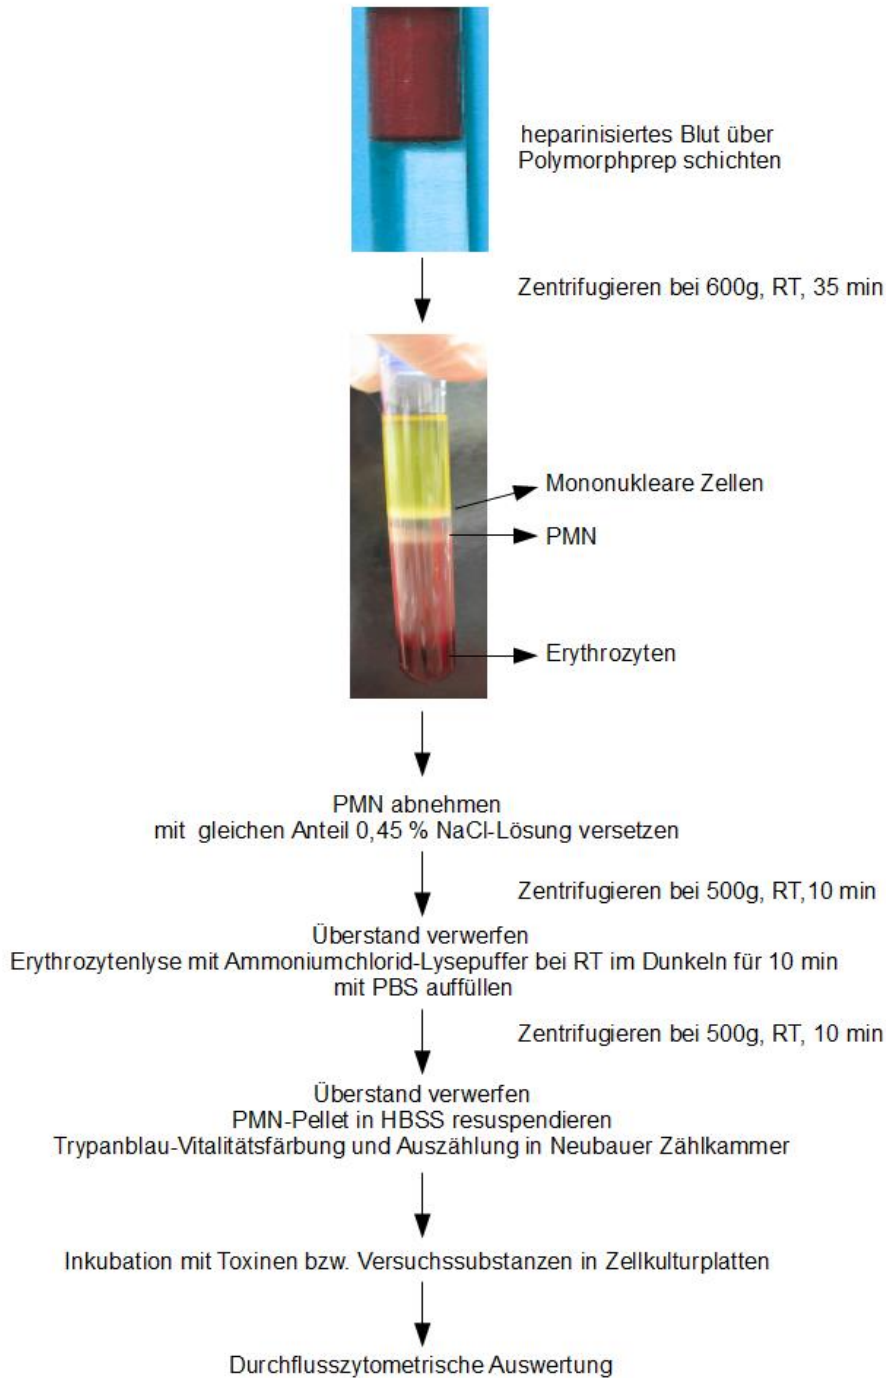 heparinisiertes Blut über
Polymorphprep schichten
Zentrifugieren bei 600g, RT, 35 min
Mononukleare Zellen
PMN
Erythrozyten
PMN abnehmen
mit gleichen Anteil 0,45 % NaCl-Lösung versetzen
Zentrifugieren bei 500g, RT,10 min
Überstand verwerfen
Erythrozytenlyse mit Ammoniumchlorid-Lysepuffer bei RT im Dunkeln für 10 min
mit PBS auffüllen
Zentrifugieren bei 500g, RT, 10 min
Überstand verwerfen
PMN-Pellet in HBSS resuspendieren
Trypanblau-Vitalitätsfärbung und Auszählung in Neubauer Zählkammer
Inkubation mit Toxinen bzw. Versuchssubstanzen in Zellkulturplatten
Durchflusszytometrische Auswertung